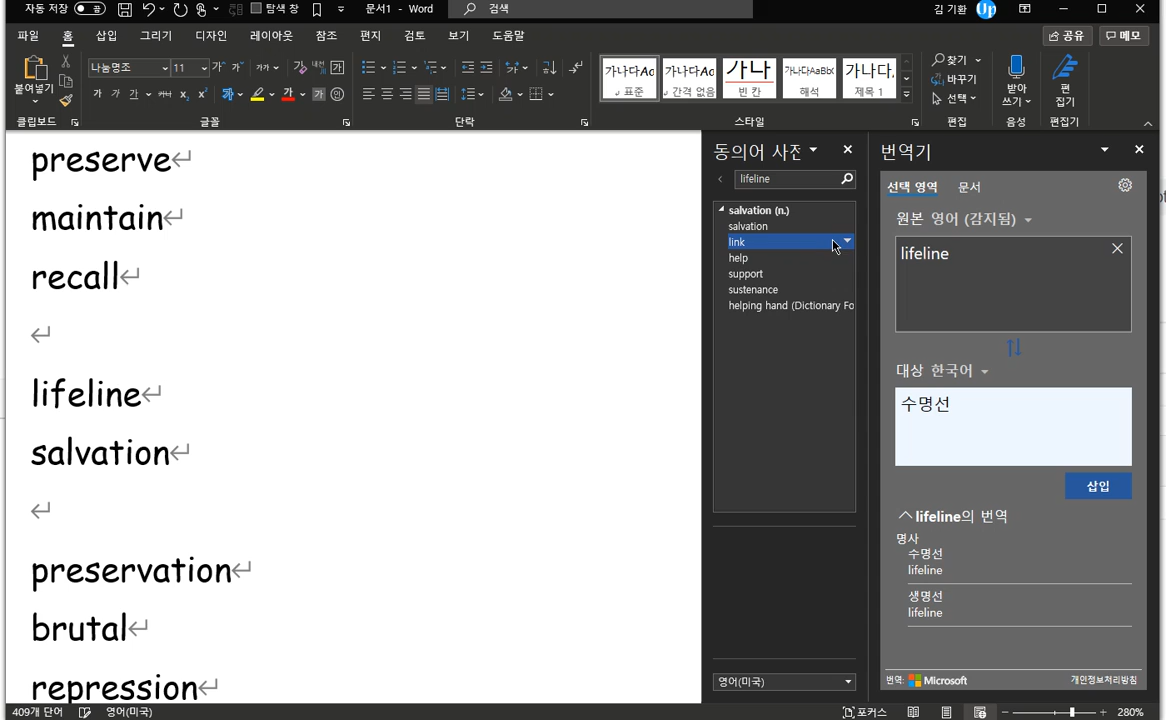 자동 저장
문서1 - Word
검색
김 기환
파일 홈 삽입 그리기 디자인 레이아웃 참조 편지 검토 보기 도움말
공유 메모
붙여넣기
클립보드
나눔명조 11
글꼴
단락
가나다Ac 가나다Ac 가나 가나다AaBbC 가나다,
표준 간격 없음 빈 칸 해석 제목 1
스타일
찾기
바꾸기
선택
편집
받아쓰기
음성
편집기
편집기
preserve
maintain
recall
lifeline
salvation
preservation
brutal
repression
동의어 사전
lifeline
salvation (n.)
salvation
link
help
support
sustenance
helping hand (Dictionary Fo
영어(미국)
번역기
선택 영역 문서
원본 영어 (감지됨)
lifeline
대상 한국어
수명선
삽입
lifeline의 번역
명사
수명선
lifeline
생명선
lifeline
번역: Microsoft 개인정보처리방침
409개 단어 영어(미국)
포커스 280%